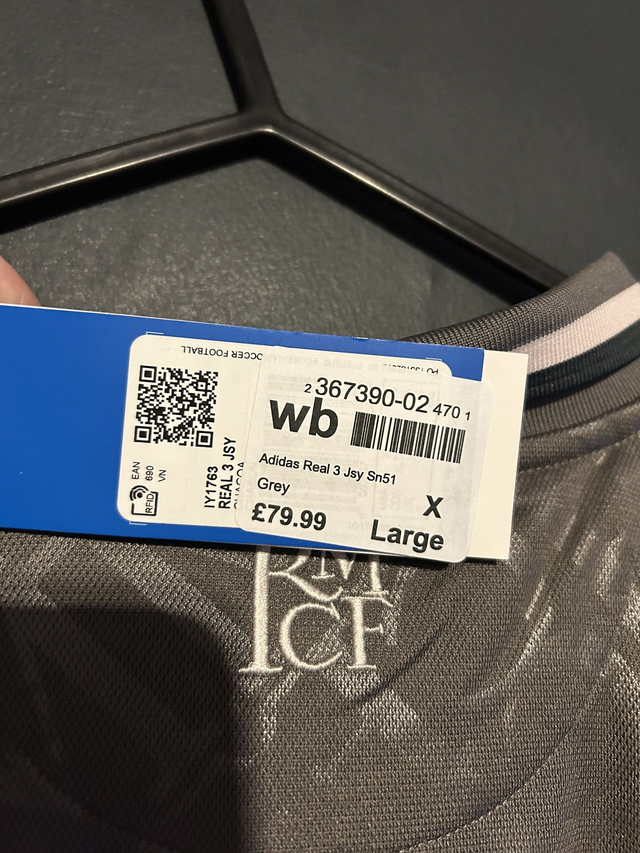 SOCCER FOOTBALL
EAN
690
VN
RFID
IY1763
REAL 3 JSY
2 367390-02 470 1
wb
Adidas Real 3 Jsy Sn51
Grey
X
£79.99
Large
RM
CF